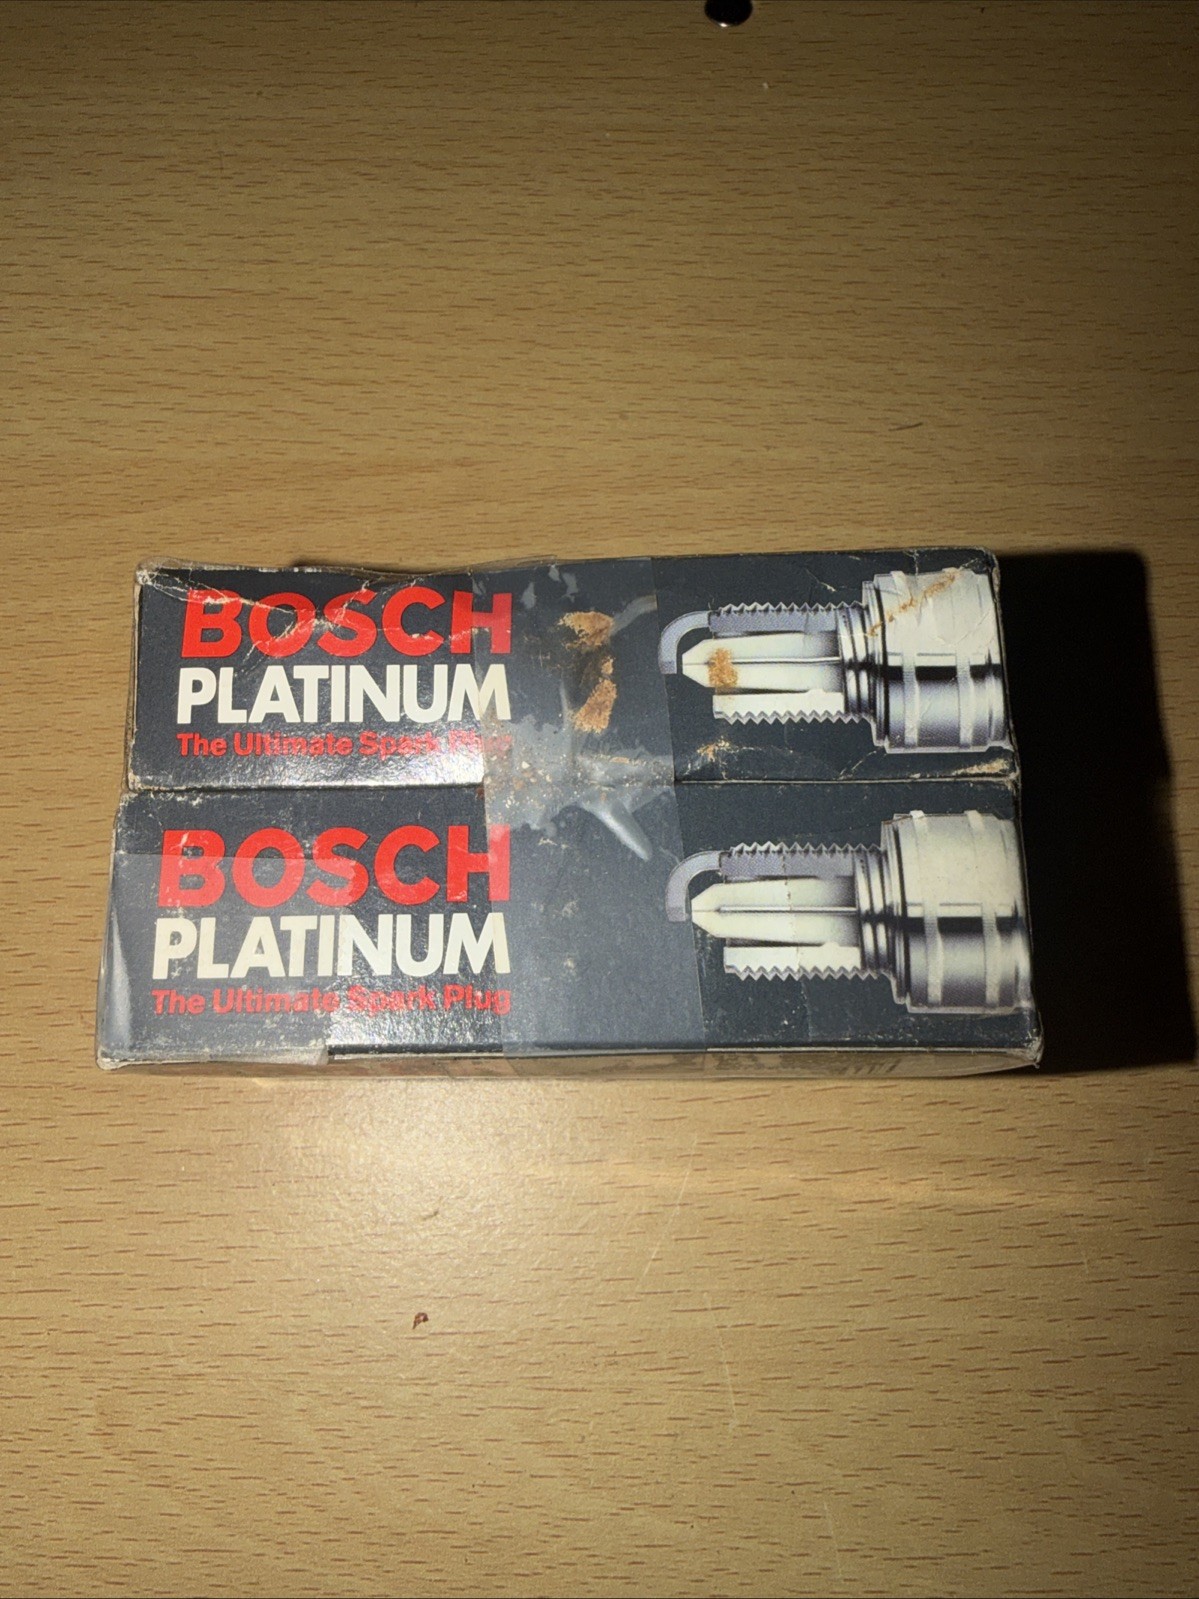 BOSCH
PLATINUM
The Ultimate Spark Plug
BOSCH
PLATINUM
The Ultimate Spark Plug